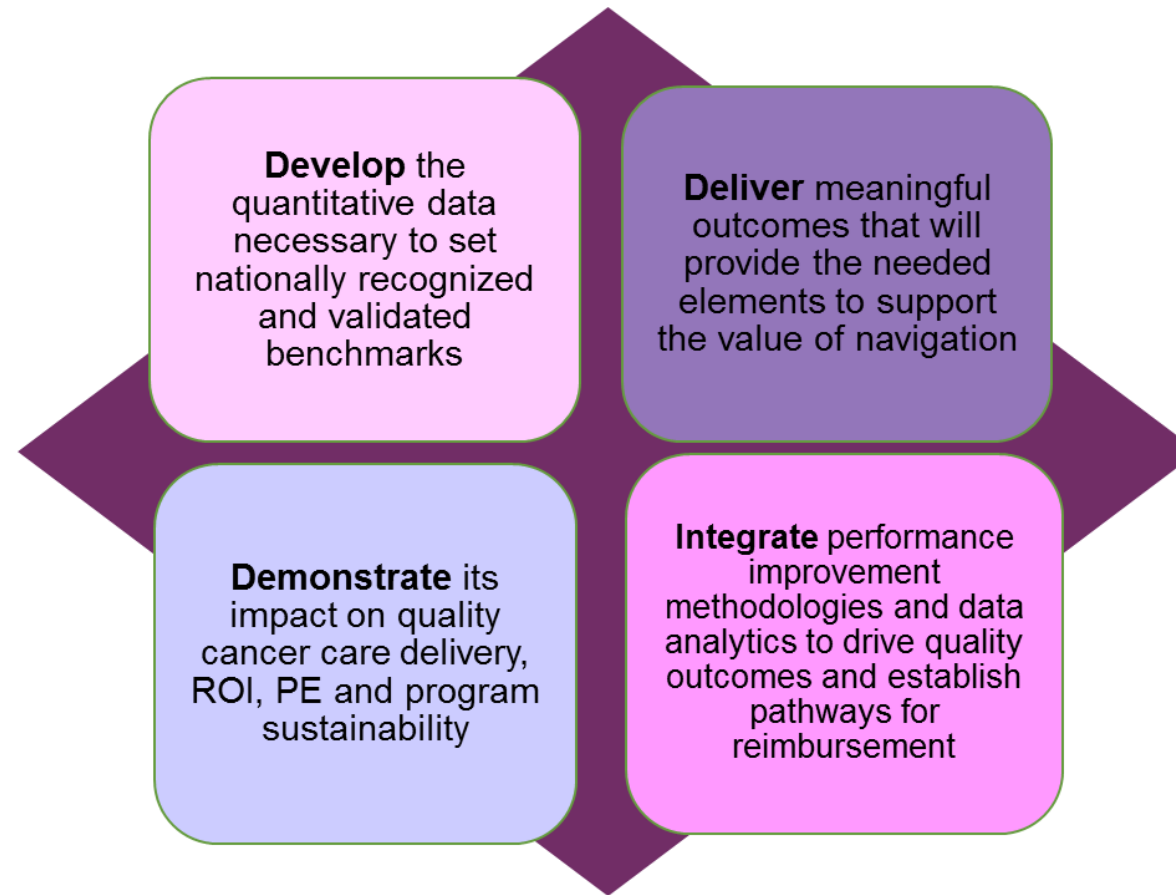 Develop the
quantitative data
necessary to set
nationally recognized
and validated
benchmarks
Deliver meaningful
outcomes that will
provide the needed
elements to support
the value of navigation
Demonstrate its
impact on quality
cancer care delivery,
ROI, PE and program
sustainability
Integrate performance
improvement
methodologies and data
analytics to drive quality
outcomes and establish
pathways for
reimbursement